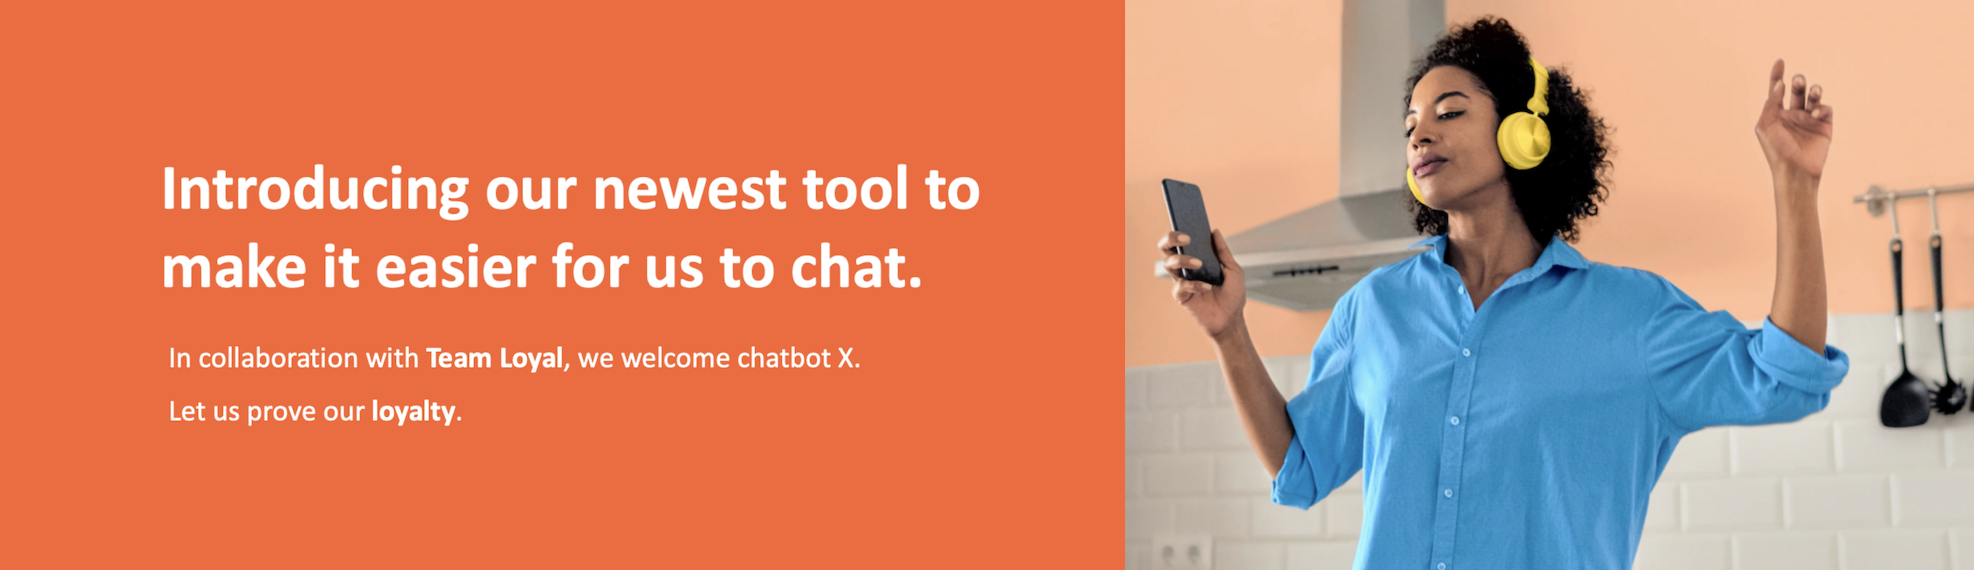 Introducing our newest tool to
make it easier for us to chat.
In collaboration with Team Loyal, we welcome chatbot X.
Let us prove our loyalty.